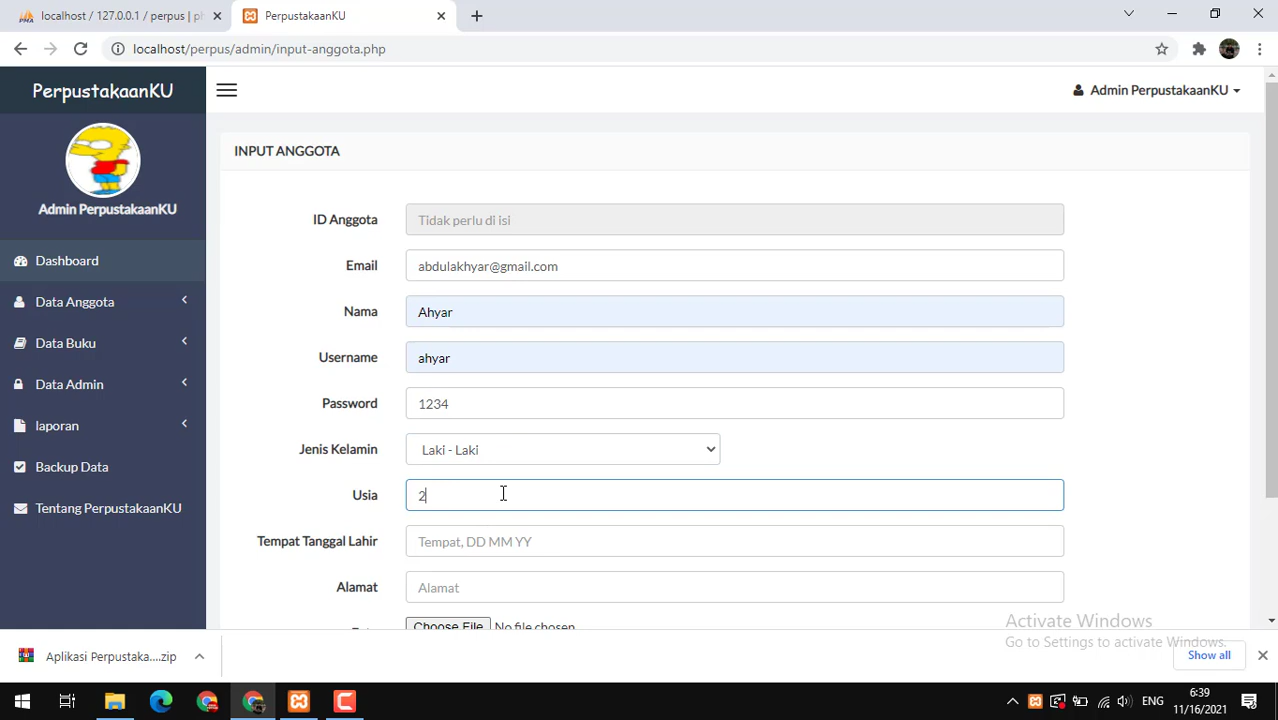 localhost / 127.0.0.1 / perpus | p
PerpustakaanKU
localhost/perpus/admin/input-anggota.php
PerpustakaanKU
Admin PerpustakaanKU
Admin PerpustakaanKU
Dashboard
Data Anggota
Data Buku
Data Admin
laporan
Backup Data
Tentang PerpustakaanKU
INPUT ANGGOTA
ID Anggota
Tidak perlu di isi
Email
abdulakhyar@gmail.com
Nama
Ahyar
Username
ahyar
Password
1234
Jenis Kelamin
Laki - Laki
Usia
2
Tempat Tanggal Lahir
Tempat, DD MM YY
Alamat
Alamat
Choose File No file chosen
Activate Windows
Go to Settings to activate Windows.
Aplikasi Perpustaka....zip
Show all
ENG
6:39
11/16/2021